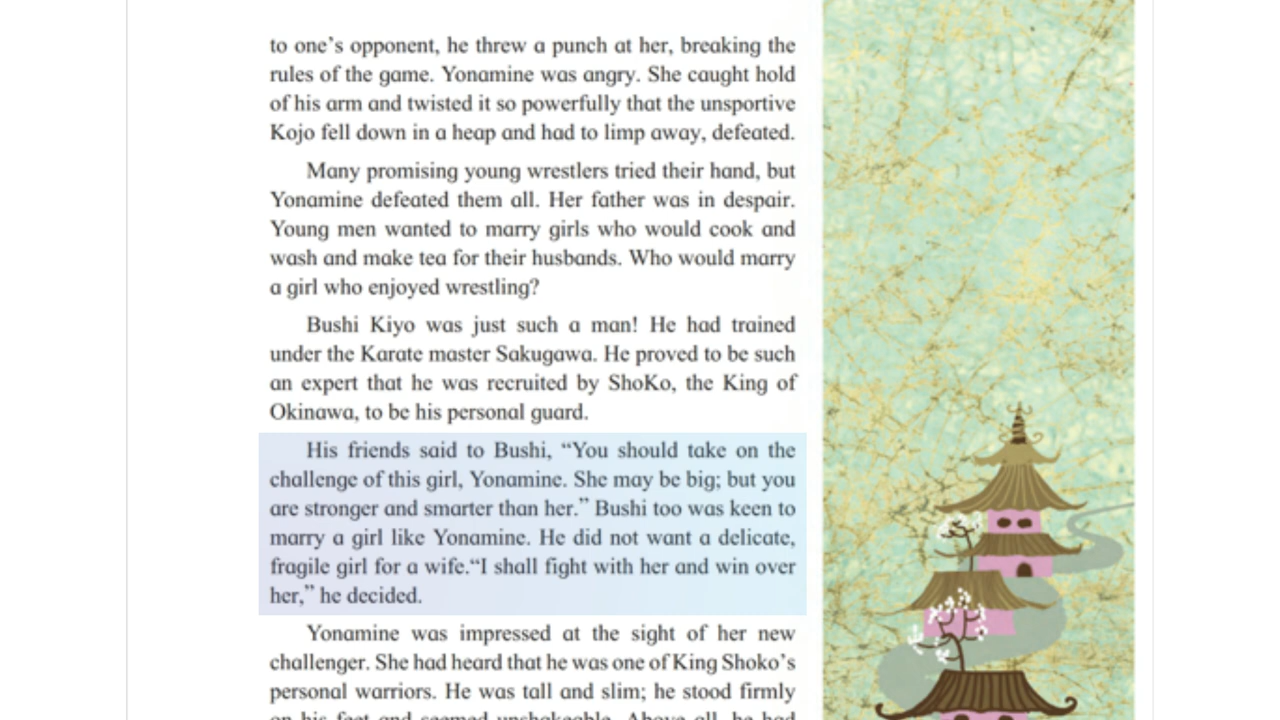 to one's opponent, he threw a punch at her, breaking the
rules of the game. Yonamine was angry. She caught hold
of his arm and twisted it so powerfully that the unsportive
Kojo fell down in a heap and had to limp away, defeated.
Many promising young wrestlers tried their hand, but
Yonamine defeated them all. Her father was in despair.
Young men wanted to marry girls who would cook and
wash and make tea for their husbands. Who would marry
a girl who enjoyed wrestling?
Bushi Kiyo was just such a man! He had trained
under the Karate master Sakugawa. He proved to be such
an expert that he was recruited by ShoKo, the King of
Okinawa, to be his personal guard.
His friends said to Bushi, “You should take on the
challenge of this girl, Yonamine. She may be big; but you
are stronger and smarter than her.” Bushi too was keen to
marry a girl like Yonamine. He did not want a delicate,
fragile girl for a wife.“I shall fight with her and win over
her,” he decided.
Yonamine was impressed at the sight of her new
challenger. She had heard that he was one of King Shoko's
personal warriors. He was tall and slim; he stood firmly
on his feet and seemed unshakeable. Above all, he had